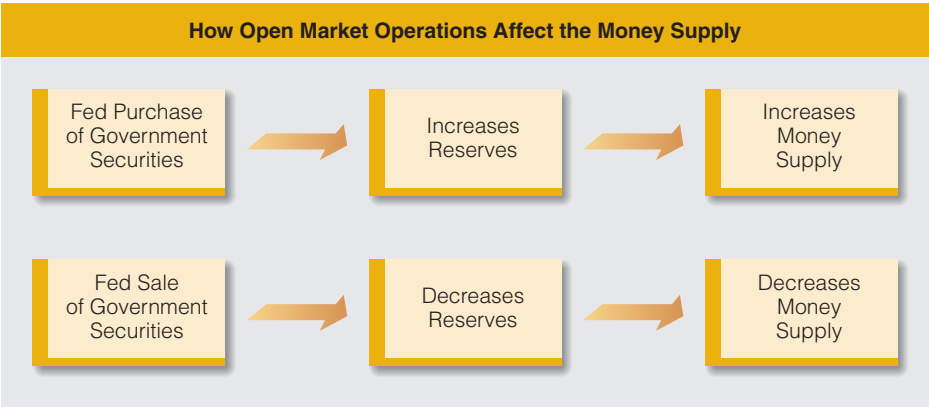 How Open Market Operations Affect the Money Supply
Fed Purchase
of Government
Securities
Increases
Reserves
Increases
Money
Supply
Fed Sale
of Government
Securities
Decreases
Reserves
Decreases
Money
Supply